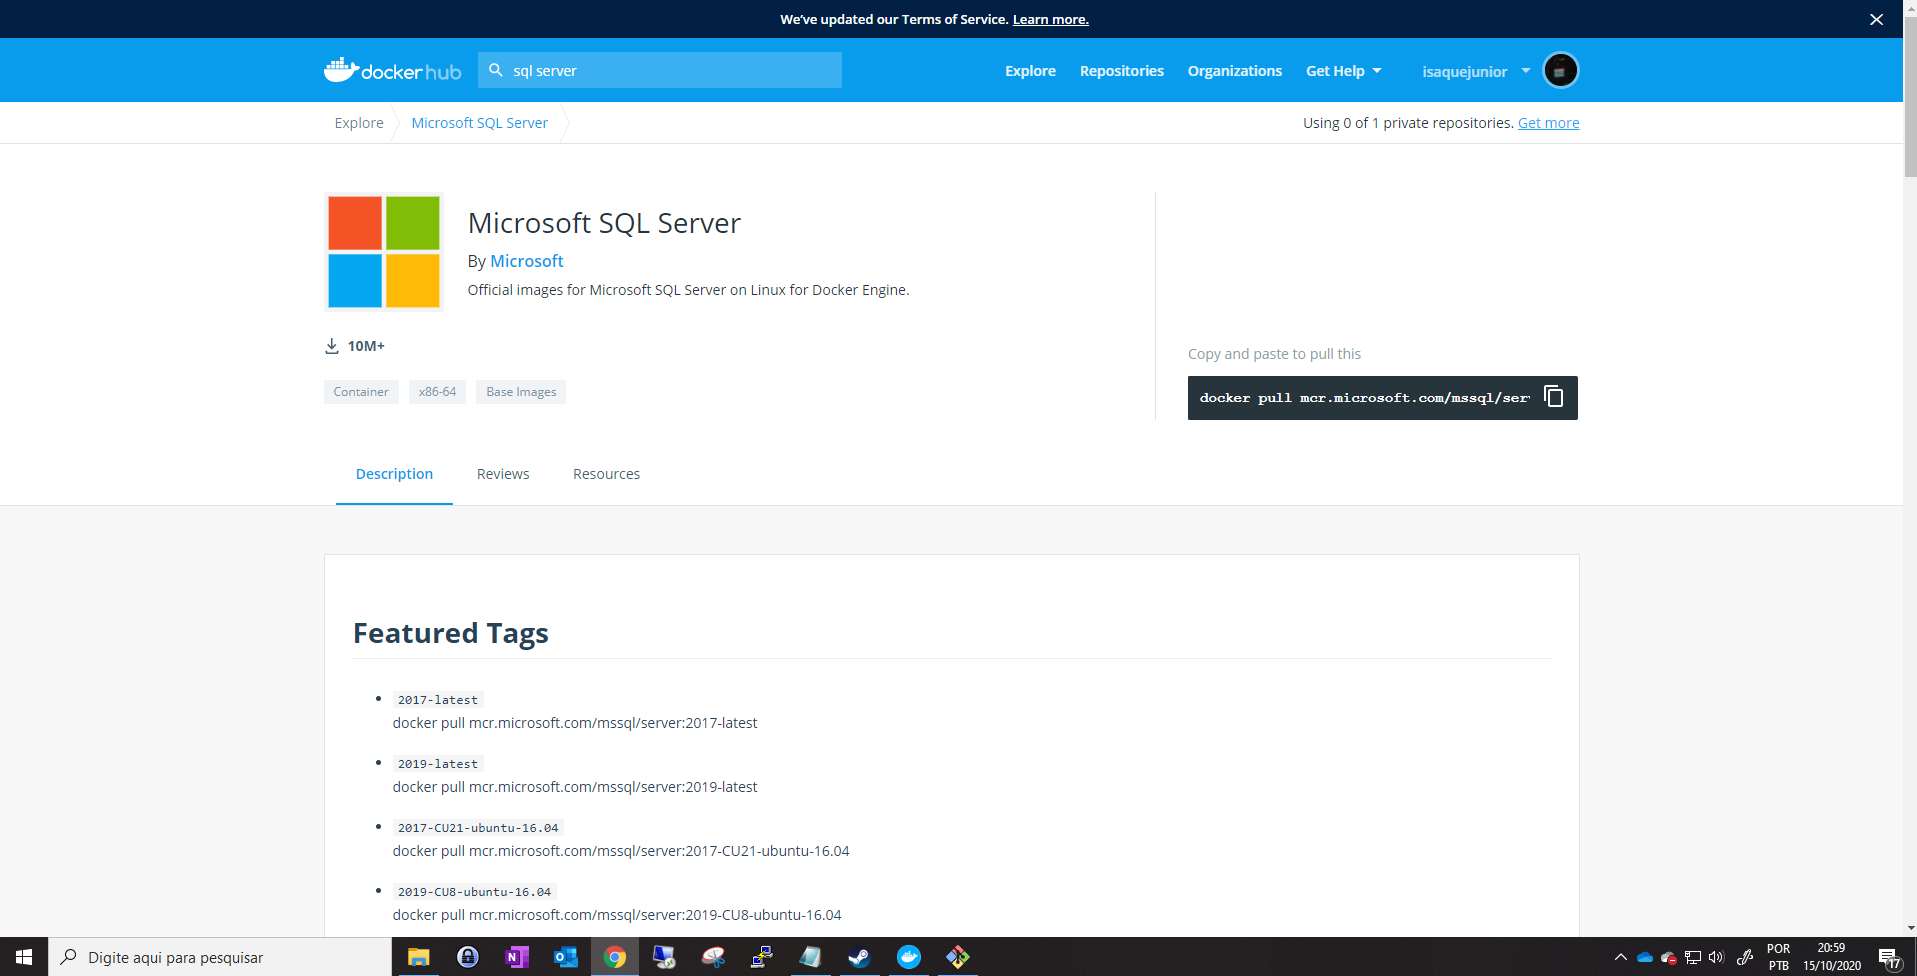 We've updated our Terms of Service. Learn more.
docker hub
sql server
Explore
Repositories
Organizations
Get Help
isaquejunior
Explore
Microsoft SQL Server
Using 0 of 1 private repositories. Get more
Microsoft SQL Server
By Microsoft
Official images for Microsoft SQL Server on Linux for Docker Engine.
10M+
Container
x86-64
Base Images
Copy and paste to pull this
docker pull mcr.microsoft.com/mssql/ser
Description
Reviews
Resources
Featured Tags
2017-latest
docker pull mcr.microsoft.com/mssql/server:2017-latest
2019-latest
docker pull mcr.microsoft.com/mssql/server:2019-latest
2017-CU21-ubuntu-16.04
docker pull mcr.microsoft.com/mssql/server:2017-CU21-ubuntu-16.04
2019-CU8-ubuntu-16.04
docker pull mcr.microsoft.com/mssql/server:2019-CU8-ubuntu-16.04
Digite aqui para pesquisar
POR
PTB
20:59
15/10/2020
17